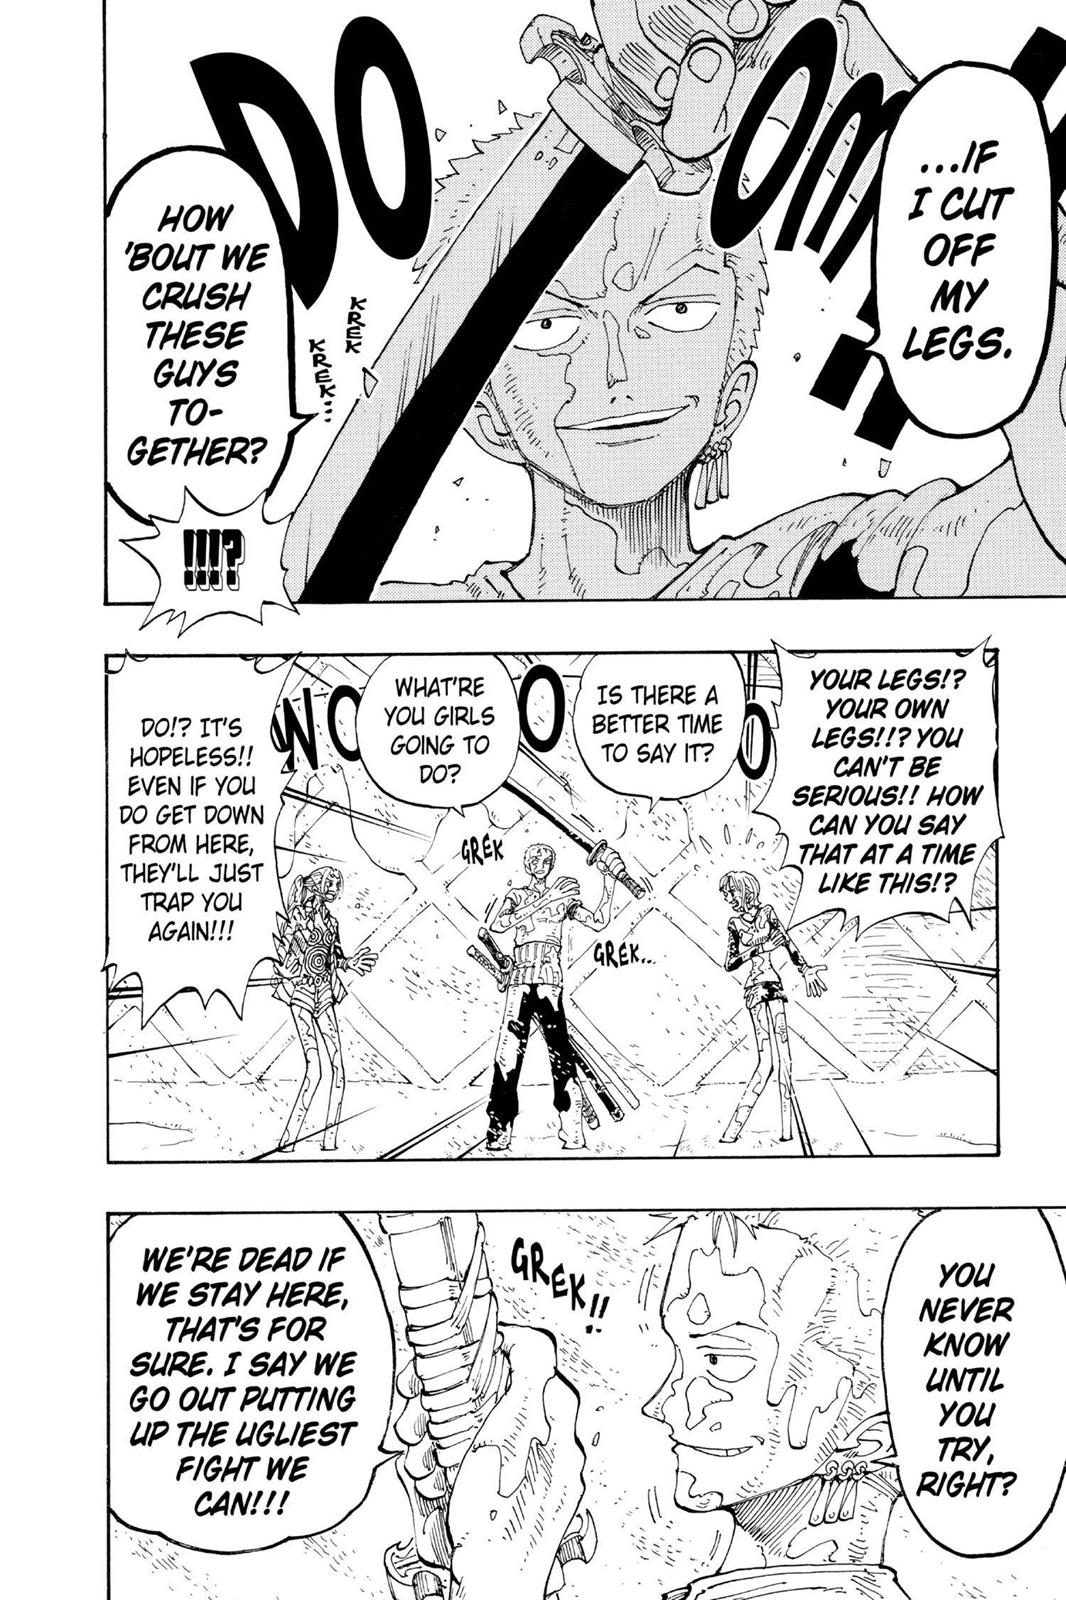 DOOM
...IF
I CUT
OFF
MY
LEGS.
KREK
KREK...
HOW
'BOUT WE
CRUSH
THESE
GUYS
TO-
GETHER?
!!!?
YOUR LEGS!?
YOUR OWN
LEGS!!? YOU
CAN'T BE
SERIOUS!! HOW
CAN YOU SAY
THAT AT A TIME
LIKE THIS!?
IS THERE A
BETTER TIME
TO SAY IT?
WHAT'RE
YOU GIRLS
GOING TO
DO?
DO!? IT'S
HOPELESS!!
EVEN IF YOU
DO GET DOWN
FROM HERE,
THEY'LL JUST
TRAP YOU
AGAIN!!!
WOOO
GREK
GREK...
YOU
NEVER
KNOW
UNTIL
YOU
TRY,
RIGHT?
GREK!!
WE'RE DEAD IF
WE STAY HERE,
THAT'S FOR
SURE. I SAY WE
GO OUT PUTTING
UP THE UGLIEST
FIGHT WE
CAN!!!